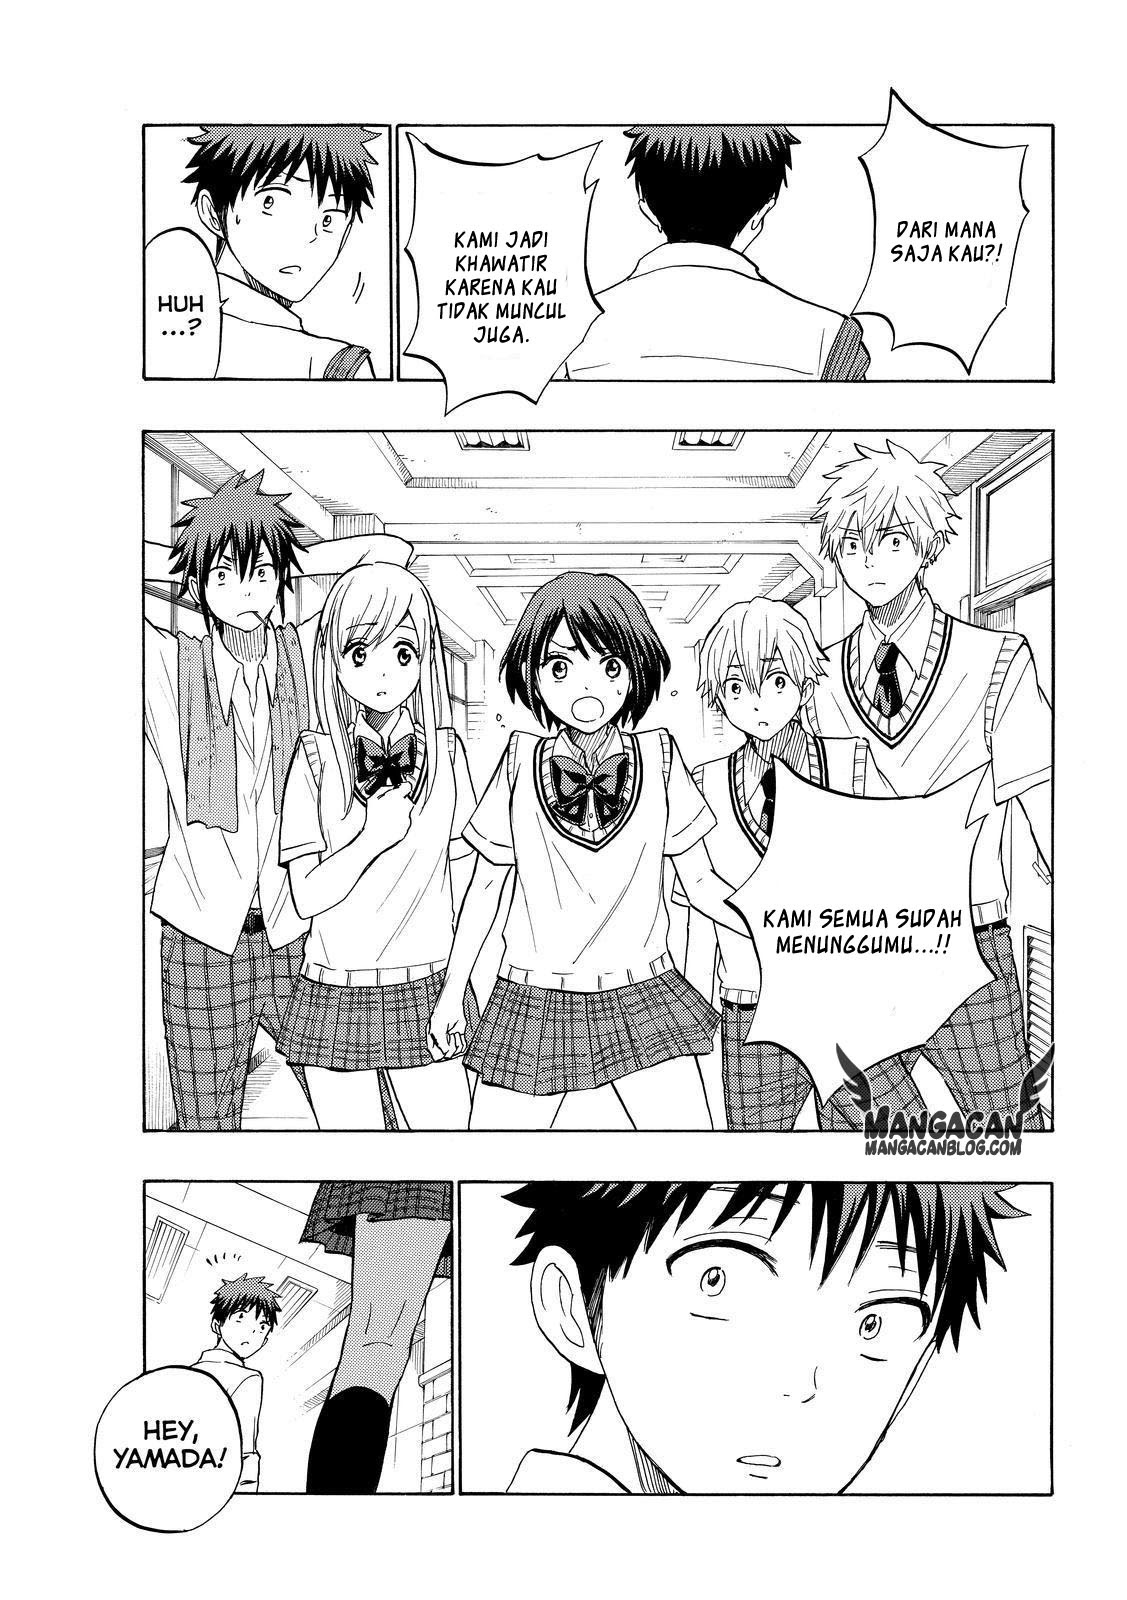 DARI MANA
SAJA KAU?!
KAMI JADI
KHAWATIR
KARENA KAU
TIDAK MUNCUL
JUGA.
HUH
...?
KAMI SEMUA SUDAH
MENUNGGUMU...!!
MANGACAN
MANGACANBLOG.COM
HEY,
YAMADA!